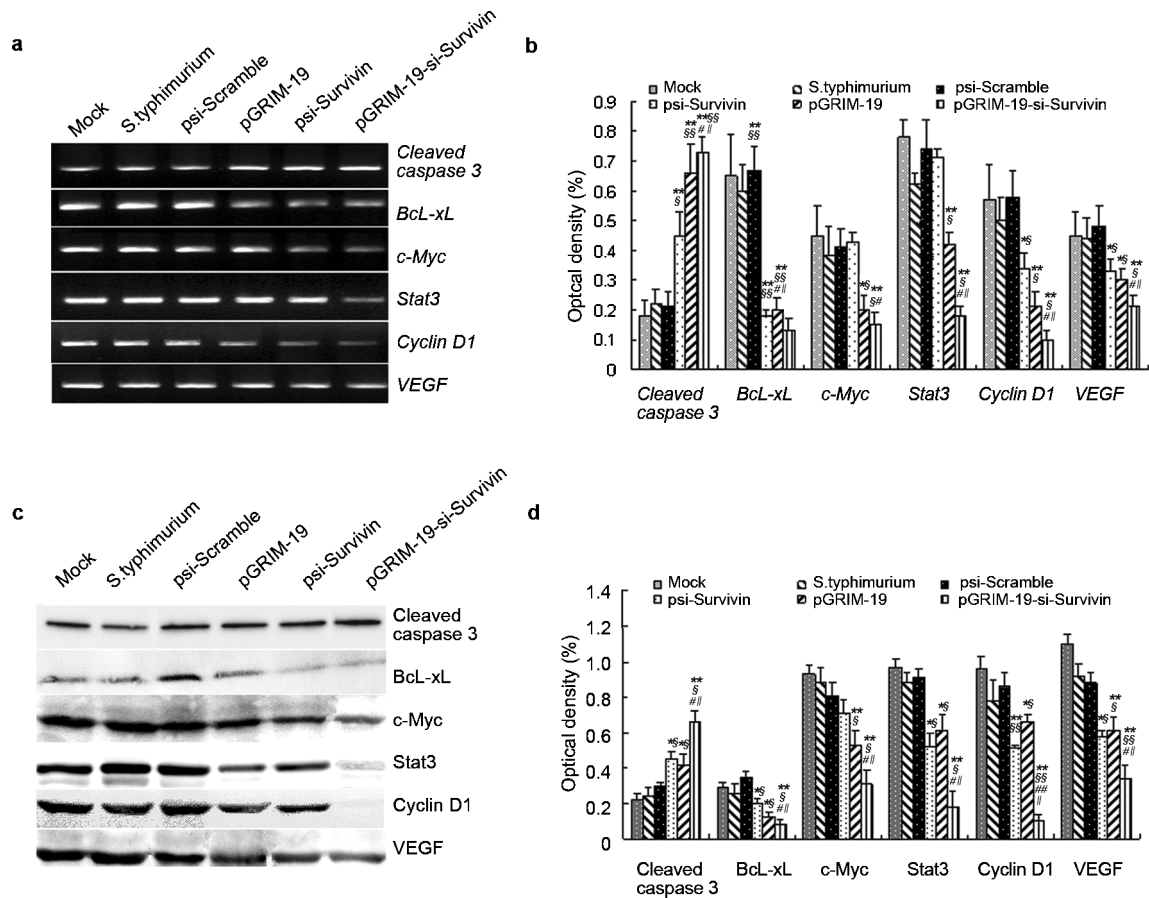 a
Mock
S.typhimurium
psi-Scramble
pGRIM-19
psi-Survivin
pGRIM-19-si-Survivin
Cleaved
caspase 3
BcL-xL
c-Myc
Stat3
Cyclin D1
VEGF
b
Mock
S.typhimurium
psi-Scramble
psi-Survivin
pGRIM-19
pGRIM-19-si-Survivin
Optcal density (%)
0.9
0.8
0.7
0.6
0.5
0.4
0.3
0.2
0.1
0
**
§
**
§§
**§§
#‖
**
§§
**
§§
**
§§
#‖
*§
**
§#
**
§
**
§
#‖
*§
**
§
**
§
#‖
*§
*§
**
§
#‖
Cleaved
caspase 3
BcL-xL
c-Myc
Stat3
Cyclin D1
VEGF
c
Mock
S.typhimurium
psi-Scramble
pGRIM-19
psi-Survivin
pGRIM-19-si-Survivin
Cleaved
caspase 3
BcL-xL
c-Myc
Stat3
Cyclin D1
VEGF
d
Mock
S.typhimurium
psi-Scramble
psi-Survivin
pGRIM-19
pGRIM-19-si-Survivin
Optical density (%)
1.4
1.2
1.0
0.8
0.6
0.4
0.2
0
*§
*§
**
§
#‖
*§
*§
**
§
#‖
**
§
**
§
#‖
*§
*§
**
§
#‖
**
§§
*§
**
§§
##
‖
*§
**
§
**
§§
#‖
Cleaved
caspase 3
BcL-xL
c-Myc
Stat3
Cyclin D1
VEGF